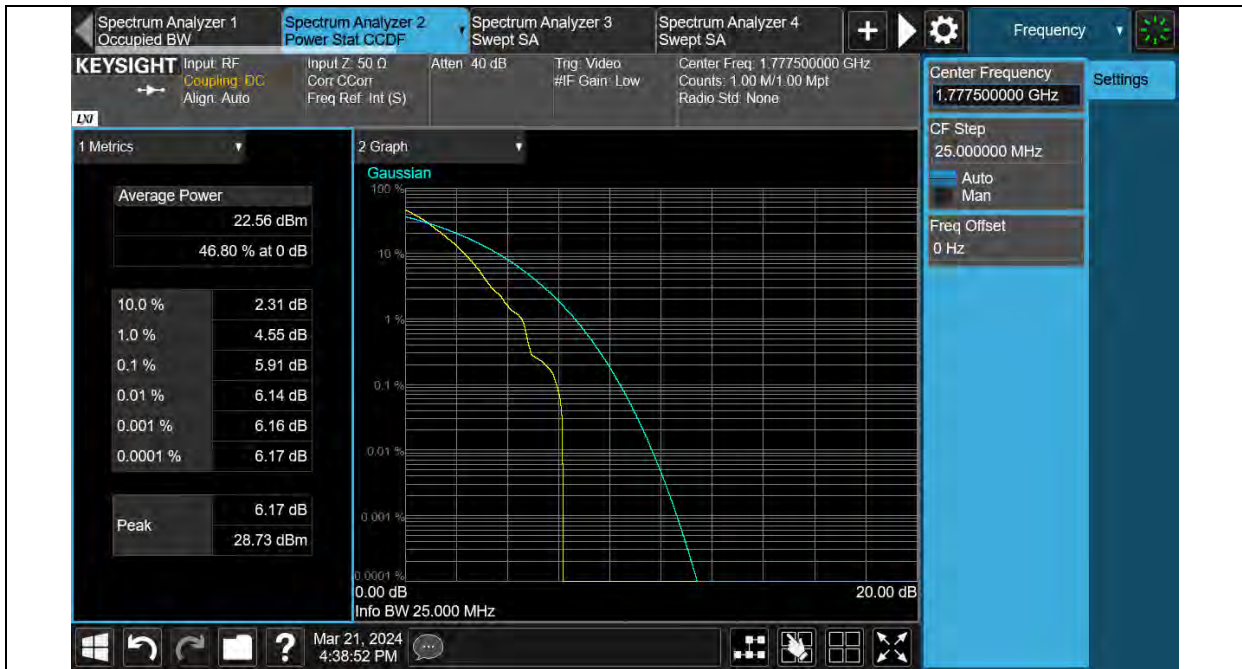 Spectrum Analyzer 1
Occupied BW
Spectrum Analyzer 2
Power Stat CCDF
Spectrum Analyzer 3
Swept SA
Spectrum Analyzer 4
Swept SA
+
Frequency
KEYSIGHT
LXI
Input: RF
Coupling: DC
Align: Auto
Input Z: 50 Ω
Corr CCorr
Freq Ref: Int (S)
Atten: 40 dB
Trig: Video
#IF Gain: Low
Center Freq: 1.777500000 GHz
Counts: 1.00 M/1.00 Mpt
Radio Std: None
Center Frequency
1.777500000 GHz
Settings
CF Step
25.000000 MHz
Auto
Man
Freq Offset
0 Hz
1 Metrics
Average Power
22.56 dBm
46.80 % at 0 dB
10.0 % 2.31 dB
1.0 % 4.55 dB
0.1 % 5.91 dB
0.01 % 6.14 dB
0.001 % 6.16 dB
0.0001 % 6.17 dB
Peak
6.17 dB
28.73 dBm
2 Graph
Gaussian
100 %
10 %
1 %
0.1 %
0.01 %
0.001 %
0.0001 %
0.00 dB
20.00 dB
Info BW 25.000 MHz
?
Mar 21, 2024
4:38:52 PM